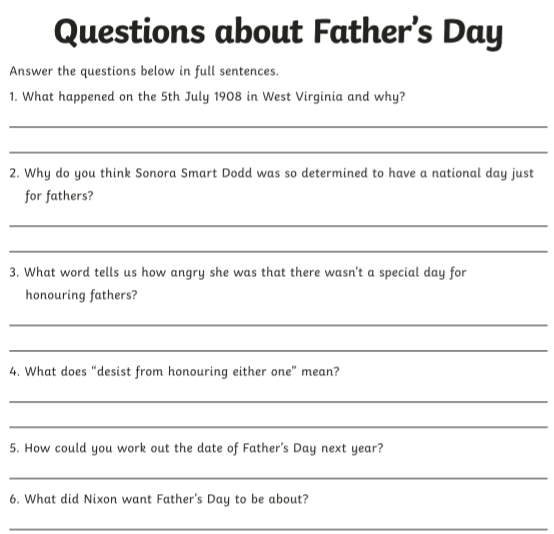 Questions about Father's Day
Answer the questions below in full sentences.
1. What happened on the 5th July 1908 in West Virginia and why?
2. Why do you think Sonora Smart Dodd was so determined to have a national day just
for fathers?
3. What word tells us how angry she was that there wasn't a special day for
honouring fathers?
4. What does "desist from honouring either one" mean?
5. How could you work out the date of Father's Day next year?
6. What did Nixon want Father's Day to be about?